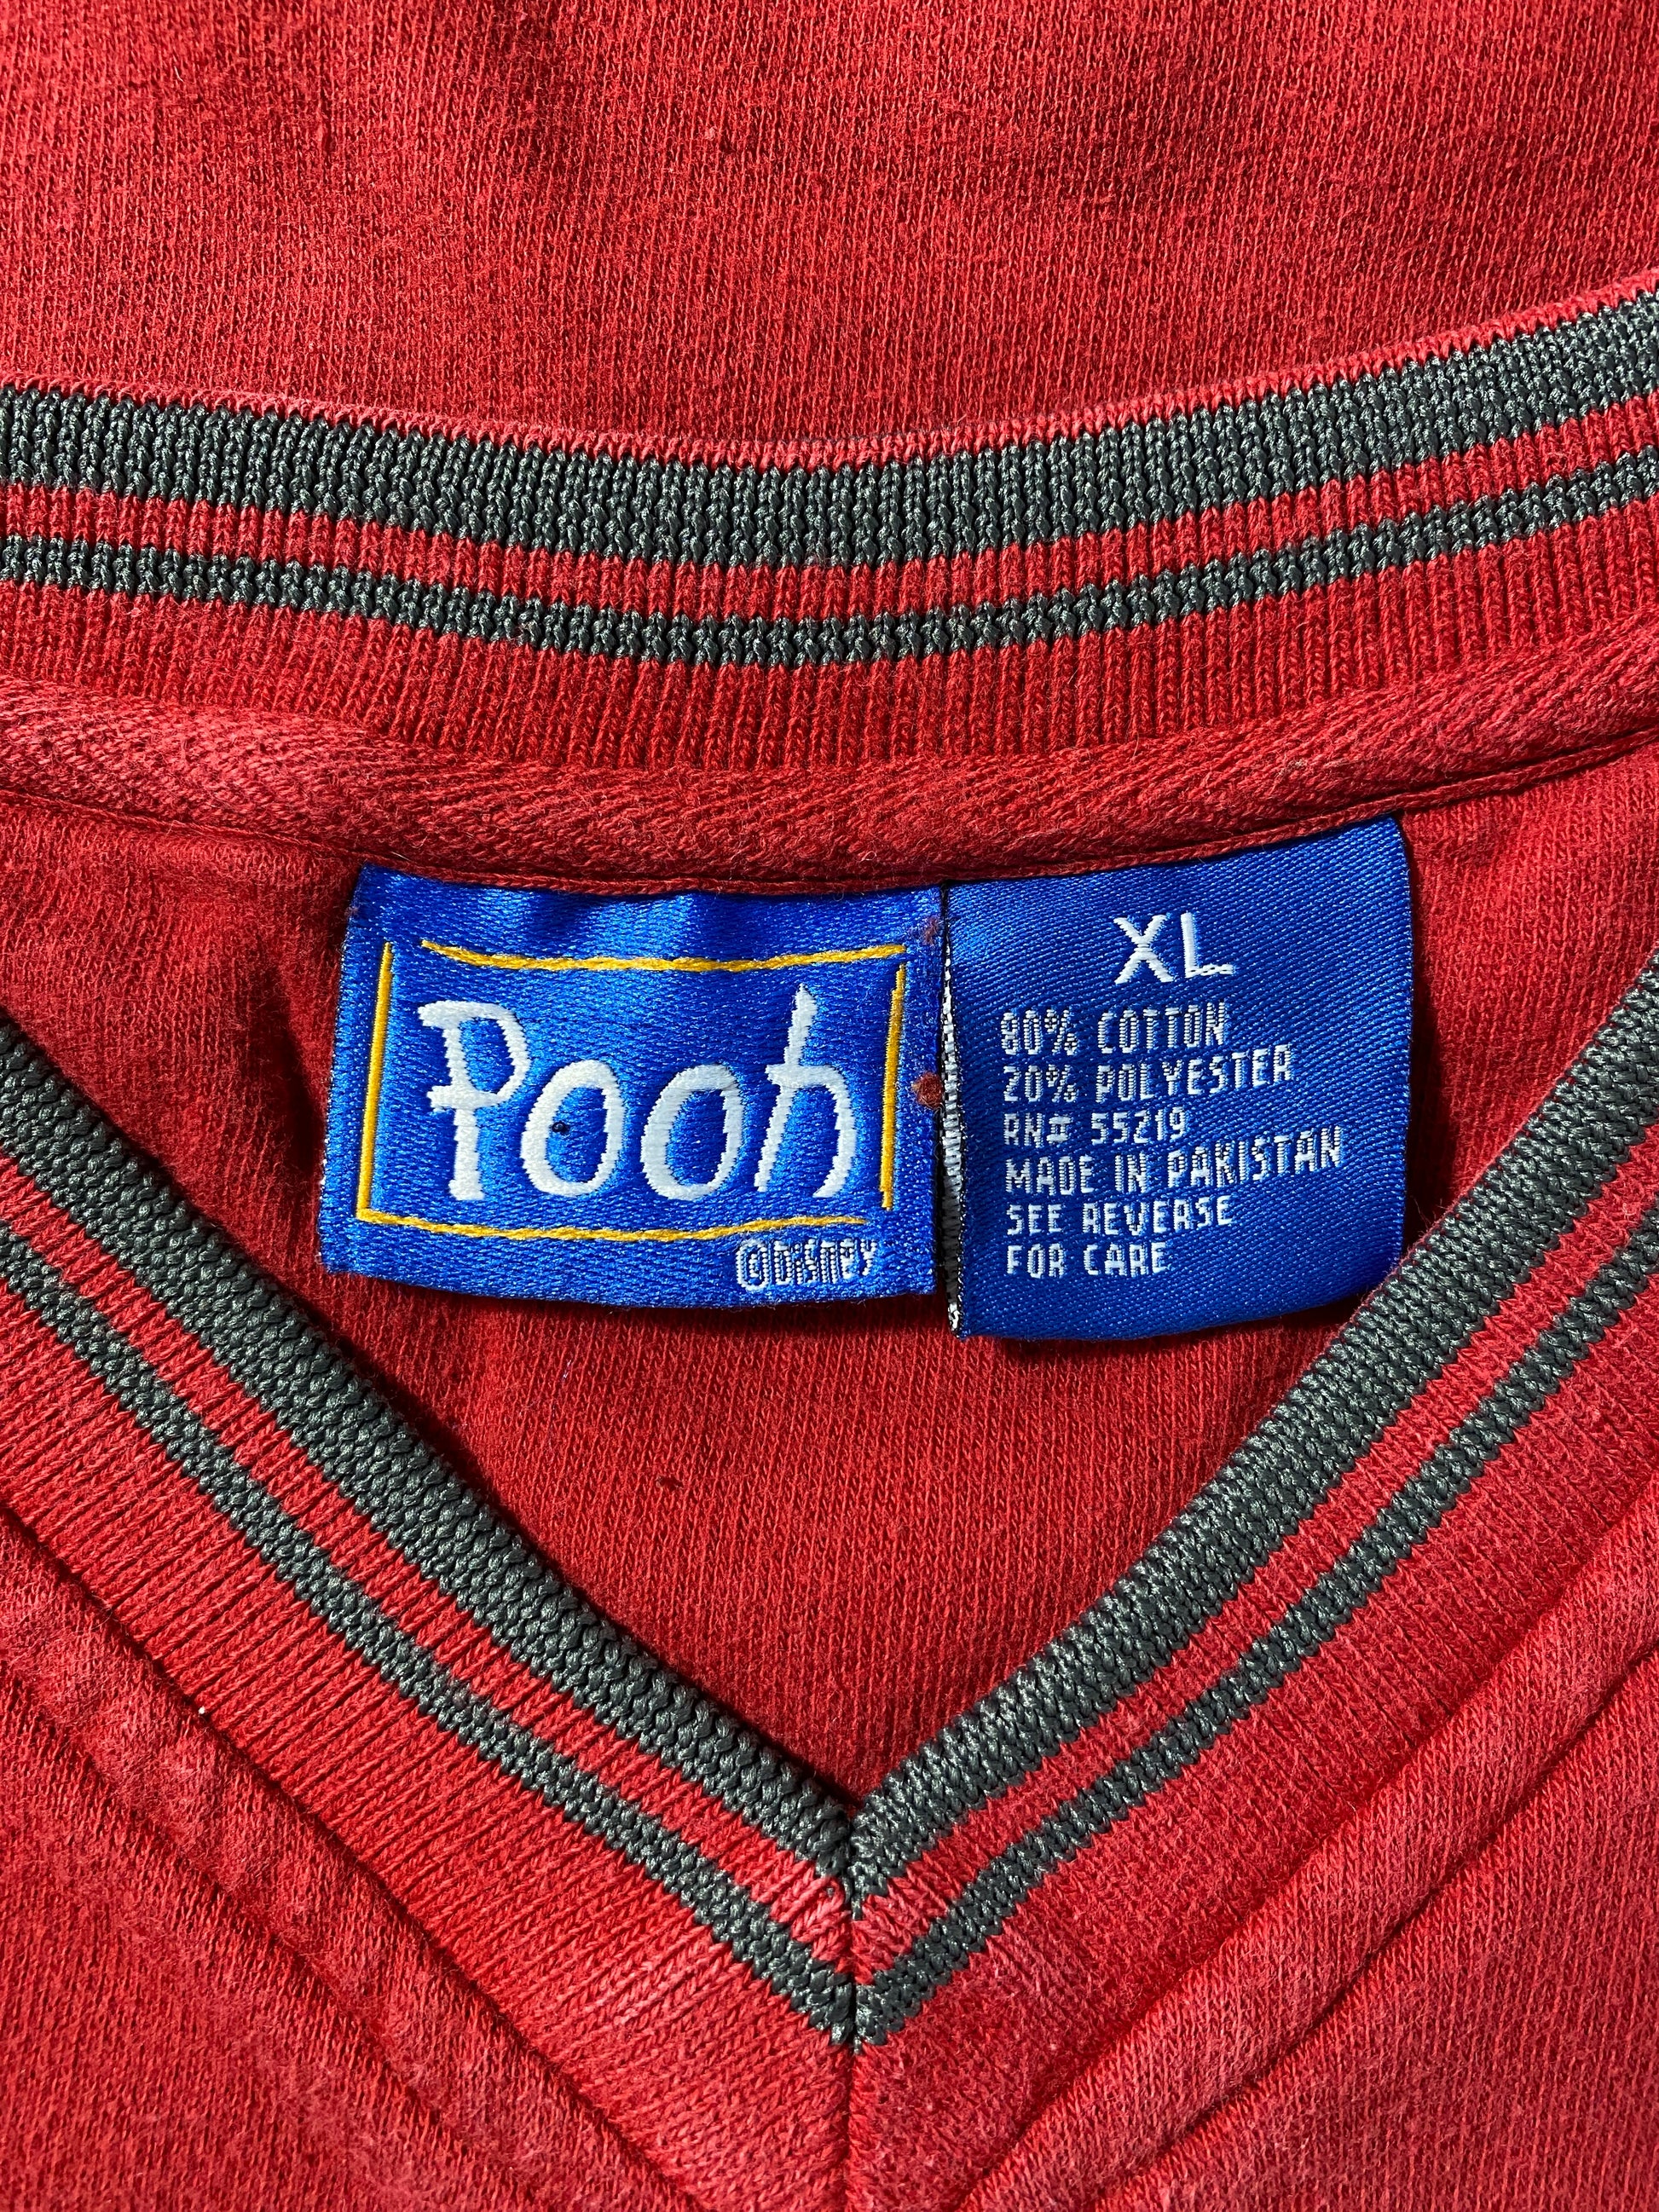 Pooh
©DISNEY
XL
80% COTTON
20% POLYESTER
RN# 55219
MADE IN PAKISTAN
SEE REVERSE
FOR CARE